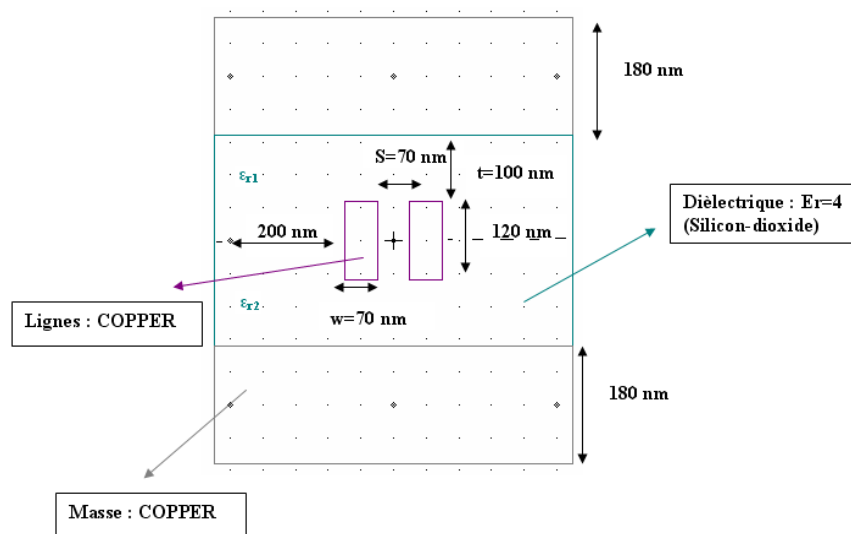 180 nm
S=70 nm
t=100 nm
εr1
Dièlectrique : Er=4
(Silicon-dioxide)
200 nm
120 nm
εr2
Lignes : COPPER
w=70 nm
180 nm
Masse : COPPER